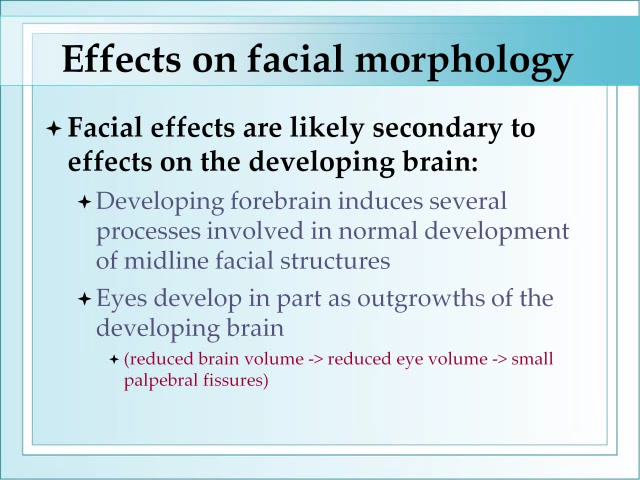 Effects on facial morphology
Facial effects are likely secondary to
effects on the developing brain:
Developing forebrain induces several
processes involved in normal development
of midline facial structures
Eyes develop in part as outgrowths of the
developing brain
(reduced brain volume -> reduced eye volume -> small
palpebral fissures)